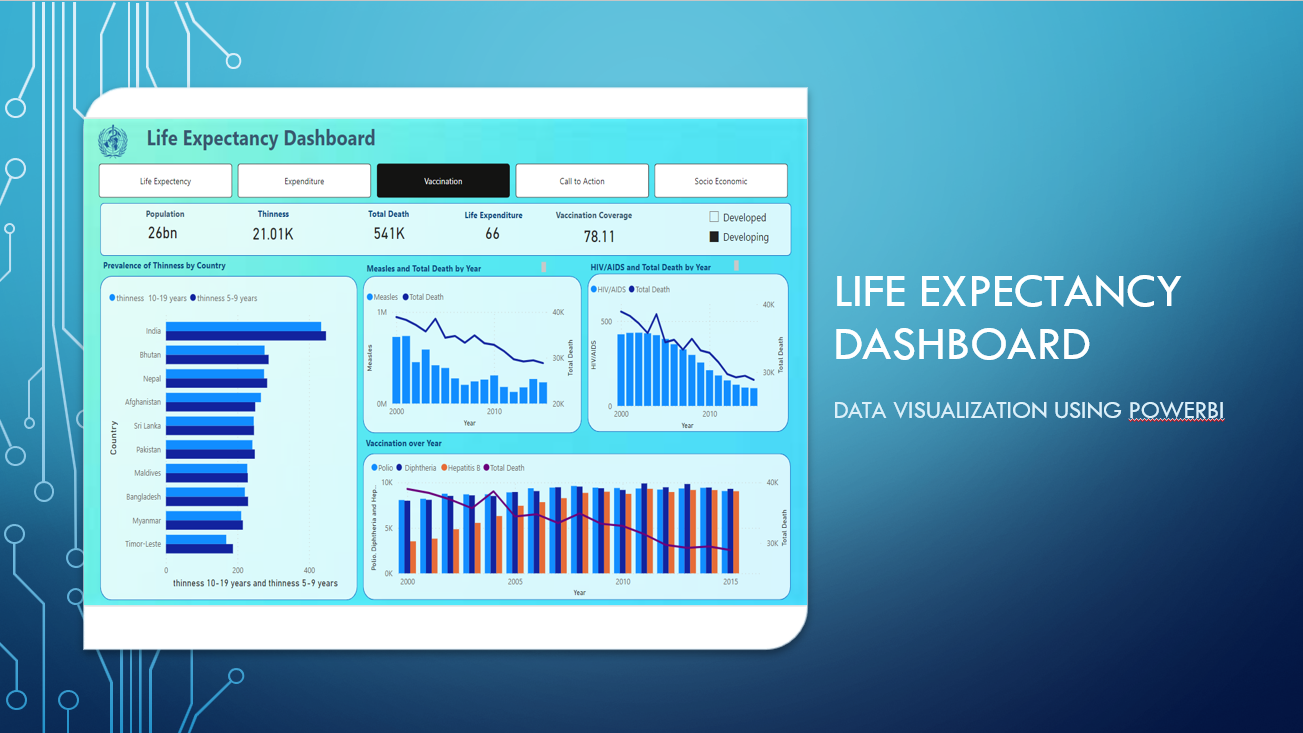 Life Expectancy Dashboard
Life Expectency
Expenditure
Vaccination
Call to Action
Socio Economic
Population
26bn
Thinness
21.01K
Total Death
541K
Life Expenditure
66
Vaccination Coverage
78.11
Developed
Developing
Prevalence of Thinness by Country
thinness 10-19 years thinness 5-9 years
Country
India
Bhutan
Nepal
Afghanistan
Sri Lanka
Pakistan
Maldives
Bangladesh
Myanmar
Timor-Leste
0 200 400
thinness 10-19 years and thinness 5-9 years
Measles and Total Death by Year
Measles Total Death
1M
0M
Measles
40K
30K
20K
Total Death
2000 2010
Year
HIV/AIDS and Total Death by Year
HIV/AIDS Total Death
500
0
HIV/AIDS
40K
30K
Total Death
2000 2010
Year
Vaccination over Year
Polio Diphtheria Hepatitis B Total Death
10K
5K
0K
Polio, Diphtheria and Hep...
40K
30K
Total Death
2000 2005 2010 2015
Year
LIFE EXPECTANCY
DASHBOARD
DATA VISUALIZATION USING POWERBI